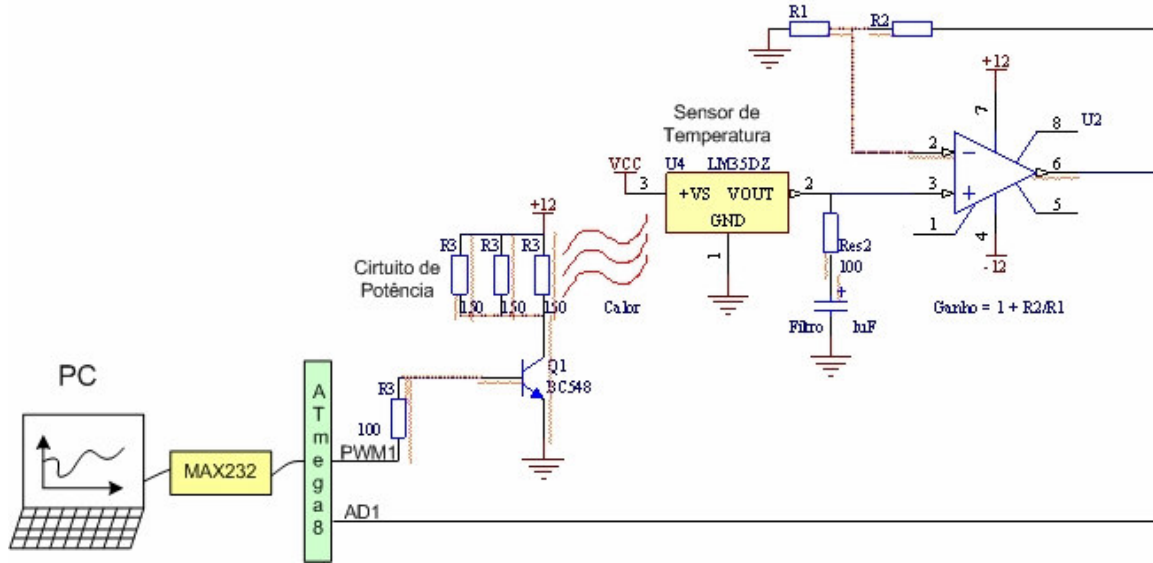 R1
R2
+12
7
8
U2
2
6
3
5
1
4
-12
Ganho = 1 + R2/R1
Sensor de
Temperatura
VCC
U4
LM35DZ
3
+VS
VOUT
2
GND
1
Res2
100
+
Filtro
1uF
+12
R3
R3
R3
Cirtuito de
Potência
150
150
150
Calor
Q1
BC548
R3
100
PC
MAX232
ATmega8
PWM1
AD1